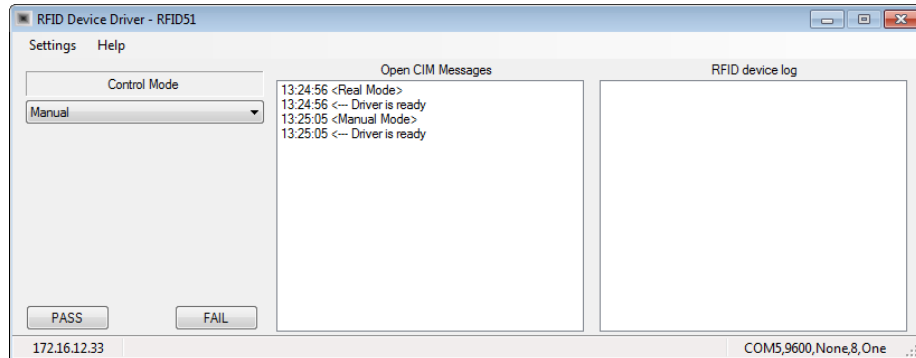 RFID Device Driver - RFID51
Settings Help
Control Mode
Manual
PASS FAIL
Open CIM Messages
13:24:56 <Real Mode>
13:24:56 <--- Driver is ready
13:25:05 <Manual Mode>
13:25:05 <--- Driver is ready
RFID device log
172.16.12.33
COM5,9600,None,8,One